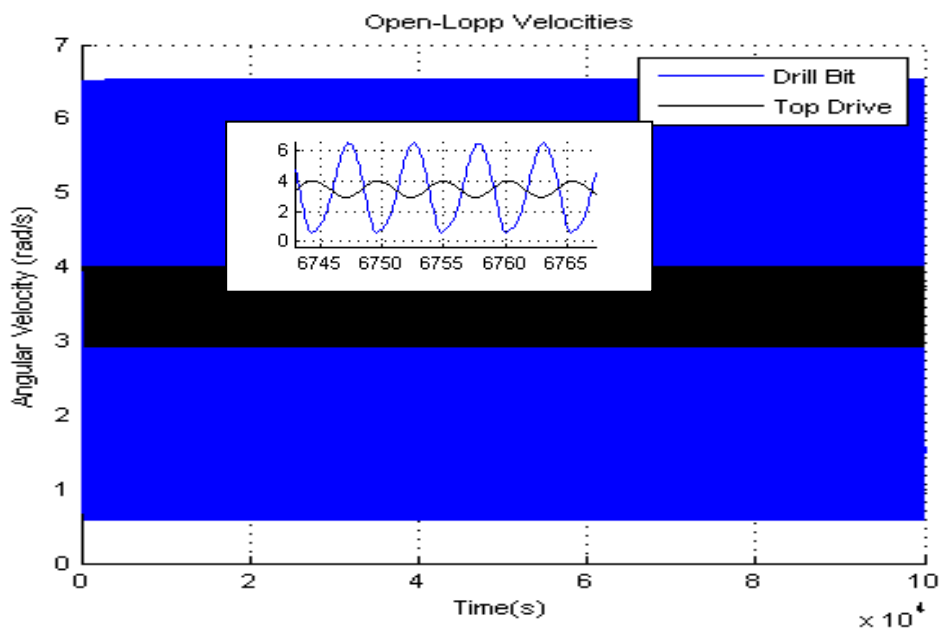 Open-Lopp Velocities
Drill Bit
Top Drive
7
6
5
4
3
2
1
0
Angular Velocity (rad/s)
6
4
2
0
6745 6750 6755 6760 6765
0 2 4 6 8 10
Time(s)
x 10⁴